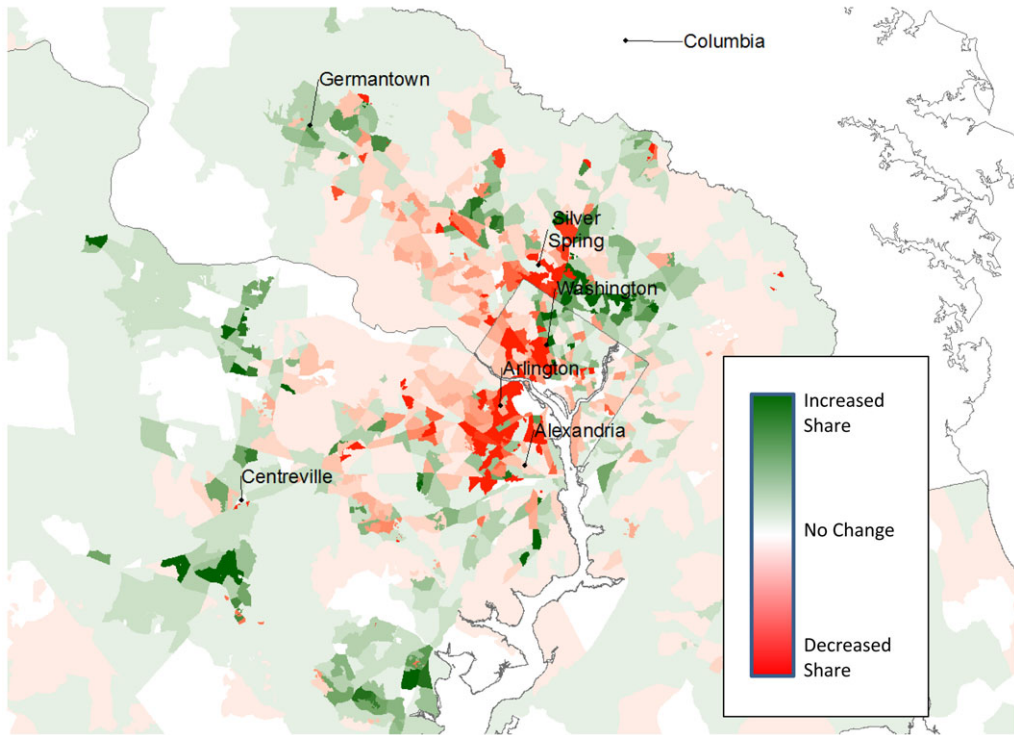 Columbia
Germantown
Silver
Spring
Washington
Arlington
Alexandria
Centreville
Increased
Share
No Change
Decreased
Share